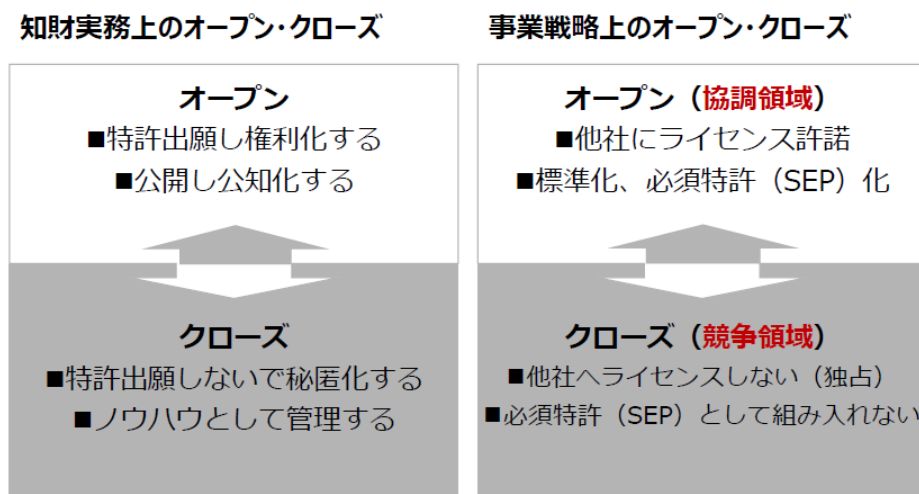 知財実務上のオープン・クローズ
オープン
■特許出願し権利化する
■公開し公知化する
クローズ
■特許出願しないで秘匿化する
■ノウハウとして管理する
事業戦略上のオープン・クローズ
オープン（協調領域）
■他社にライセンス許諾
■標準化、必須特許（SEP）化
クローズ（競争領域）
■他社へライセンスしない（独占）
■必須特許（SEP）として組み入れない